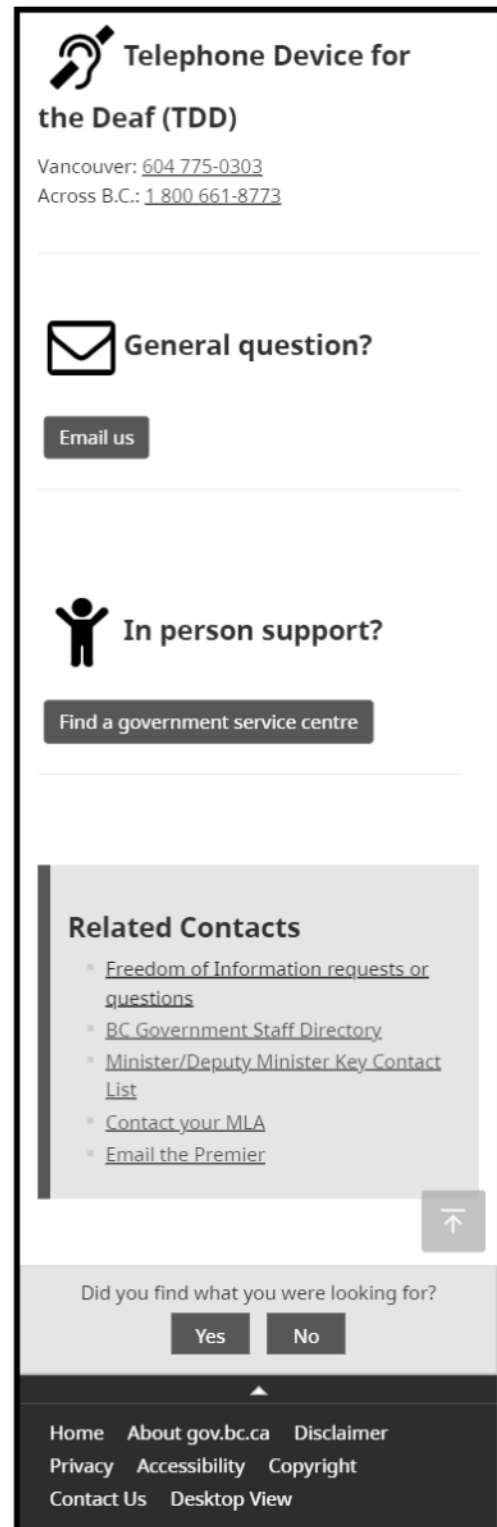 Telephone Device for
the Deaf (TDD)
Vancouver: 604 775-0303
Across B.C.: 1 800 661-8773
General question?
Email us
In person support?
Find a government service centre
Related Contacts
Freedom of Information requests or
questions
BC Government Staff Directory
Minister/Deputy Minister Key Contact
List
Contact your MLA
Email the Premier
Did you find what you were looking for?
Yes No
Home About gov.bc.ca Disclaimer
Privacy Accessibility Copyright
Contact Us Desktop View